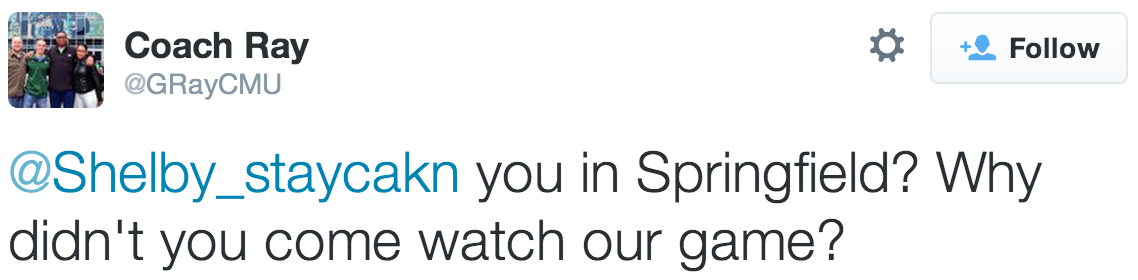 Coach Ray
@GRayCMU
Follow
@Shelby_staycakn you in Springfield? Why
didn't you come watch our game?